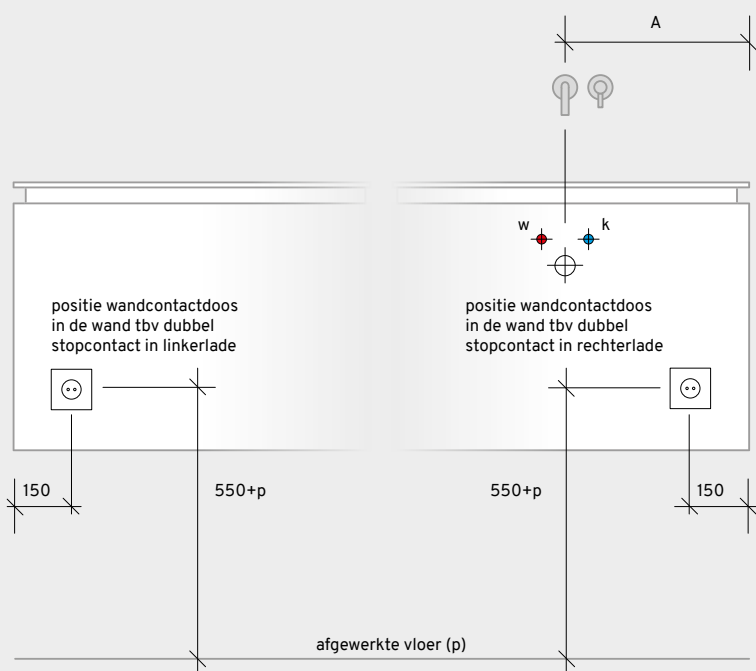 A
w
k
positie wandcontactdoos
in de wand tbv dubbel
stopcontact in linkerlade
positie wandcontactdoos
in de wand tbv dubbel
stopcontact in rechterlade
150
550+p
550+p
150
afgewerkte vloer (p)